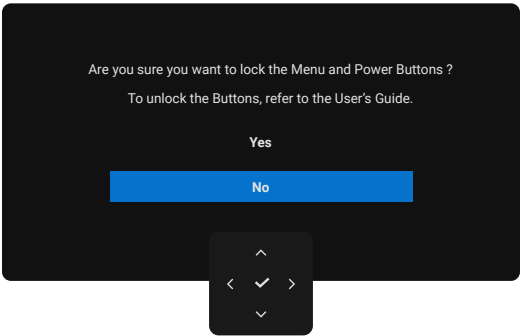 Are you sure you want to lock the Menu and Power Buttons ?
To unlock the Buttons, refer to the User’s Guide.
Yes
No